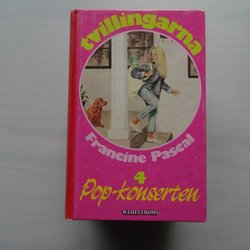 tvillingarna
Francine Pascal
4
Pop-konserten
WAHLSTRÖMS